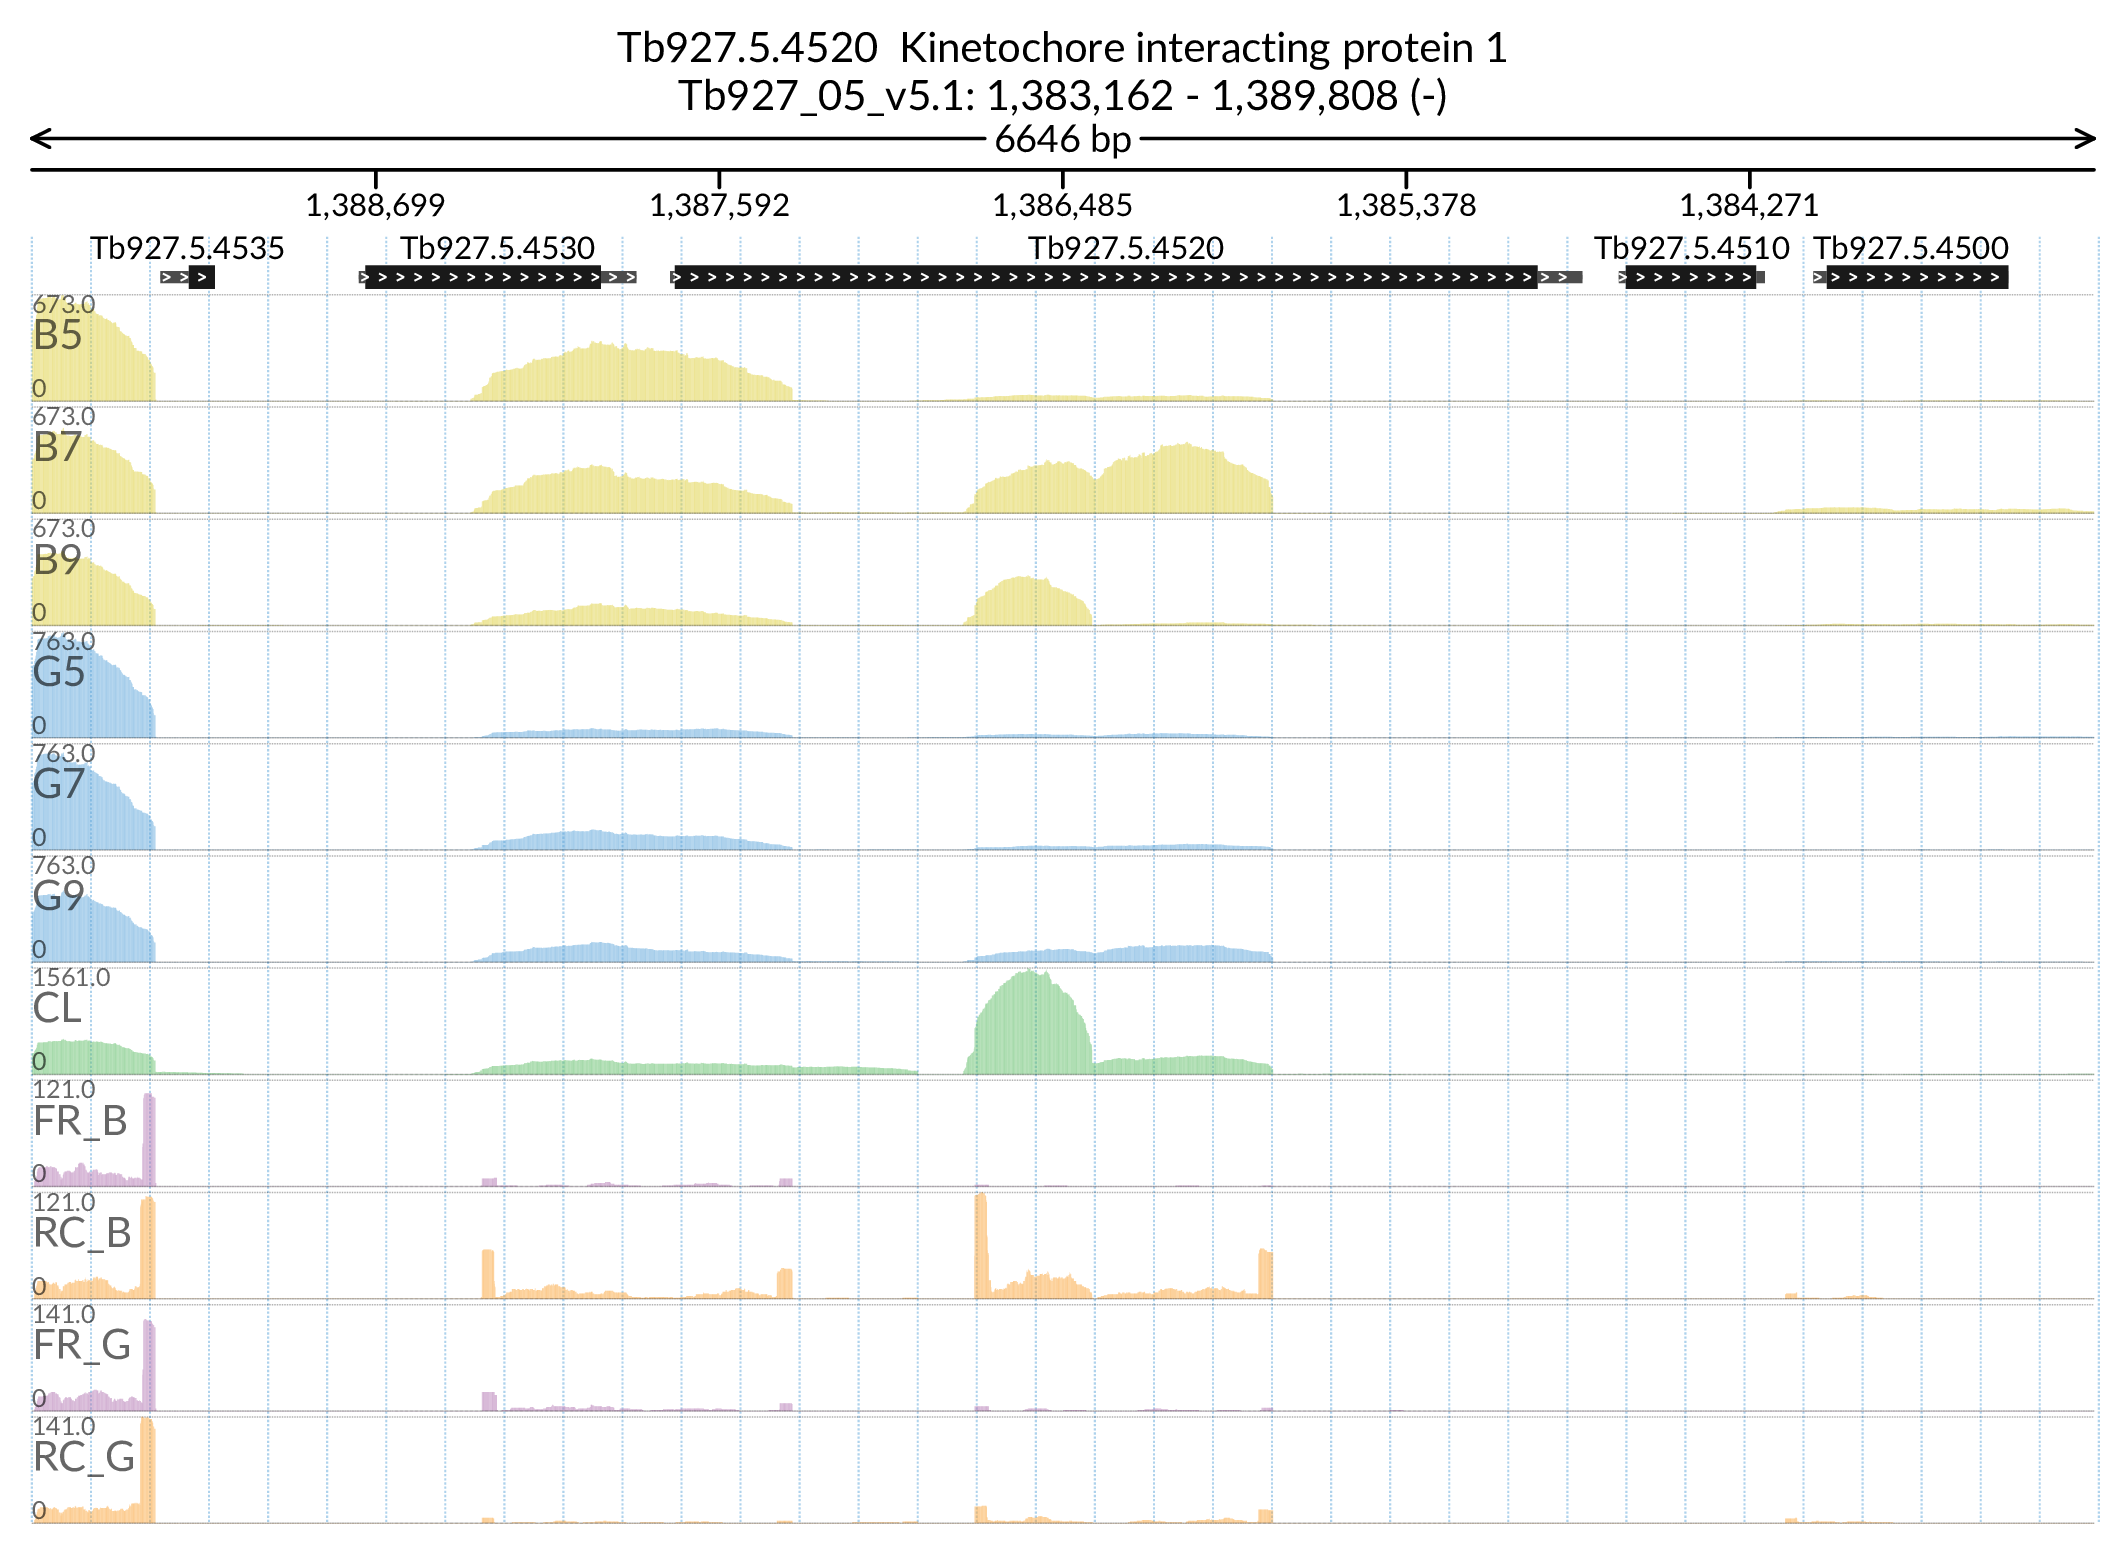 Tb927.5.4520  Kinetochore interacting protein 1
Tb927_05_v5.1: 1,383,162 - 1,389,808 (-)
6646 bp
1,388,699 1,387,592 1,386,485 1,385,378 1,384,271
Tb927.5.4535 Tb927.5.4530 Tb927.5.4520 Tb927.5.4510 Tb927.5.4500
673.0
B5
0
673.0
B7
0
673.0
B9
0
763.0
G5
0
763.0
G7
0
763.0
G9
0
1561.0
CL
0
121.0
FR_B
0
121.0
RC_B
0
141.0
FR_G
0
141.0
RC_G
0